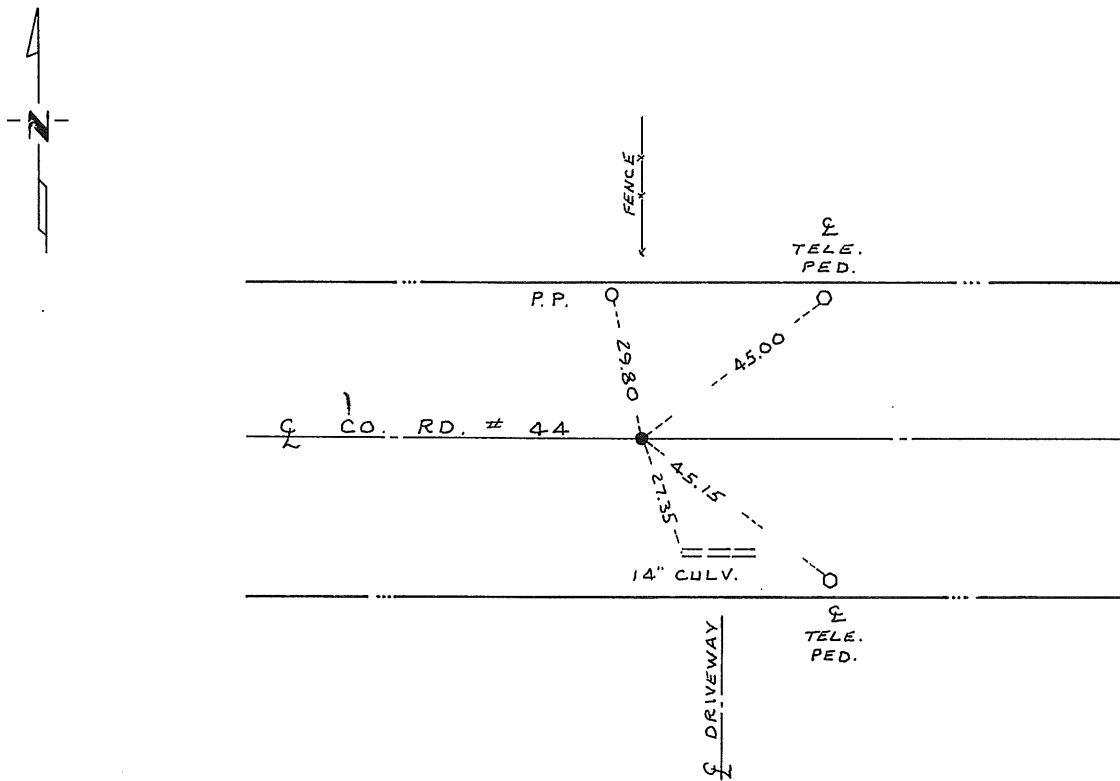 N
FENCE
℄
TELE.
PED.
P.P.
29.80
45.00
℄ CO. RD. # 44
45.15
27.35
14" CULV.
℄
TELE.
PED.
℄ DRIVEWAY